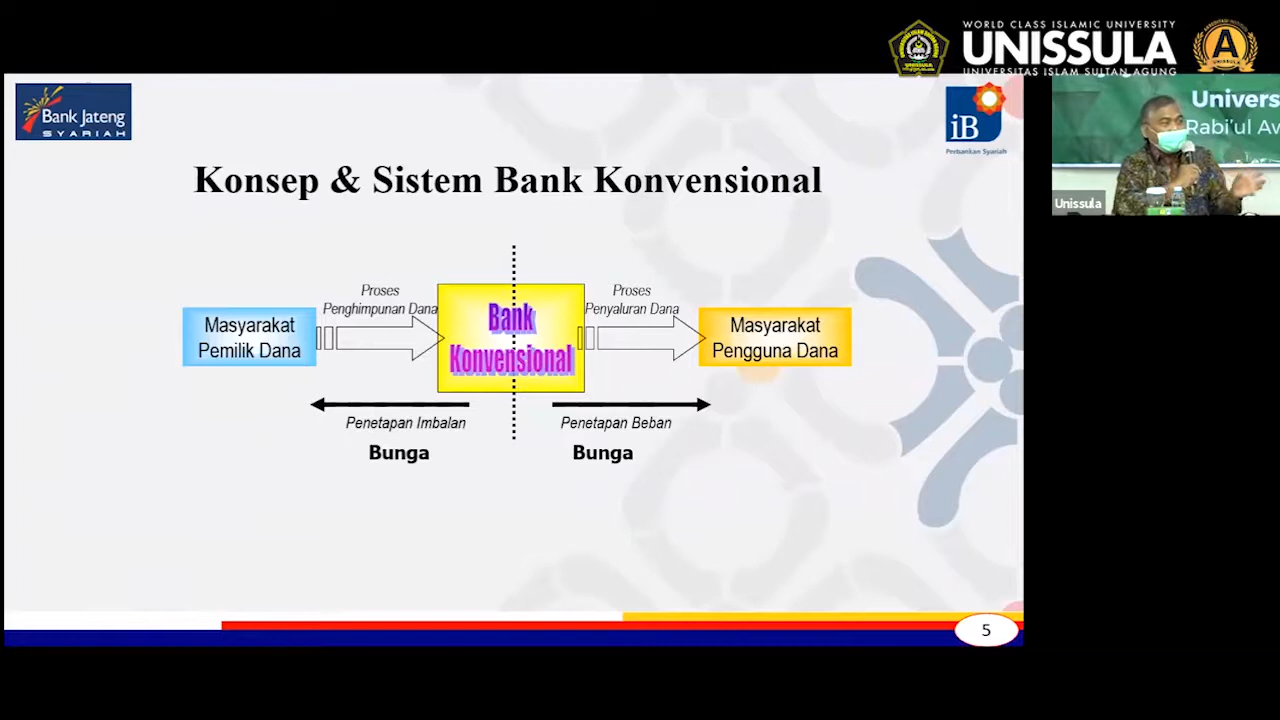 WORLD CLASS ISLAMIC UNIVERSITY
UNISSULA
UNIVERSITAS ISLAM SULTAN AGUNG
A
UNISSULA
Bank Jateng
SYARIAH
iB
Perbankan Syariah
Univers
Rabi'ul Aw
Unissula
Konsep & Sistem Bank Konvensional
Masyarakat
Pemilik Dana
Proses
Penghimpunan Dana
Bank
Konvensional
Proses
Penyaluran Dana
Masyarakat
Pengguna Dana
Penetapan Imbalan
Bunga
Penetapan Beban
Bunga
5